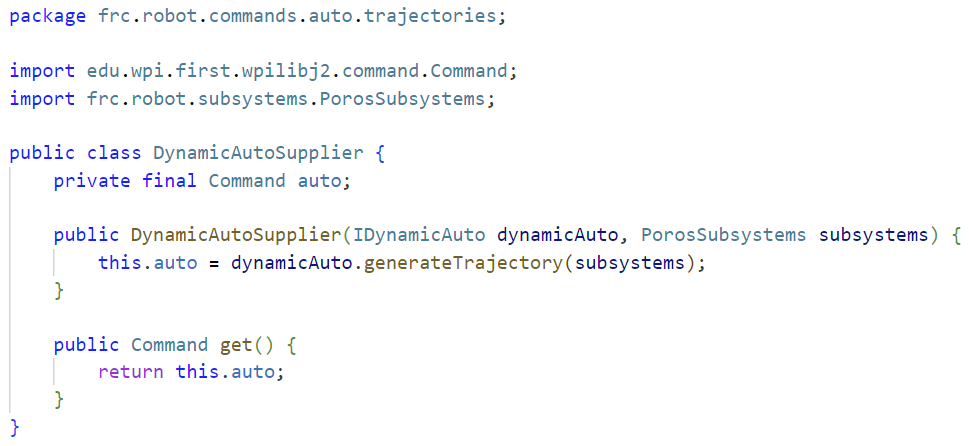 package frc.robot.commands.auto.trajectories;
import edu.wpi.first.wpilibj2.command.Command;
import frc.robot.subsystems.PorosSubsystems;
public class DynamicAutoSupplier {
    private final Command auto;
    public DynamicAutoSupplier(IDynamicAuto dynamicAuto, PorosSubsystems subsystems) {
        this.auto = dynamicAuto.generateTrajectory(subsystems);
    }
    public Command get() {
        return this.auto;
    }
}